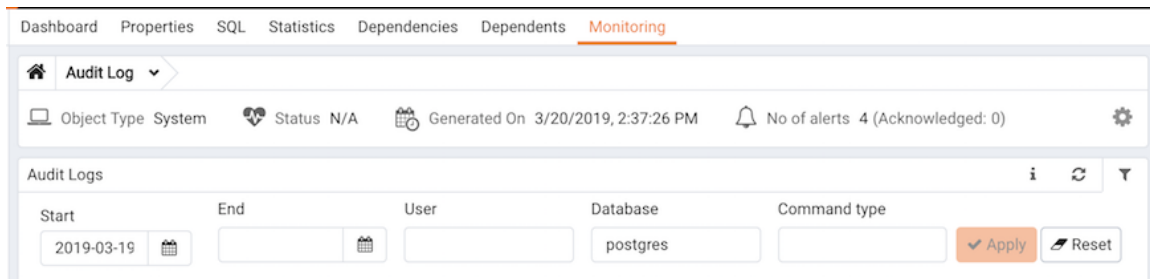 Dashboard Properties SQL Statistics Dependencies Dependents Monitoring
Audit Log
Object Type System Status N/A Generated On 3/20/2019, 2:37:26 PM No of alerts 4 (Acknowledged: 0)
Audit Logs
Start End User Database Command type
2019-03-19 postgres Apply Reset